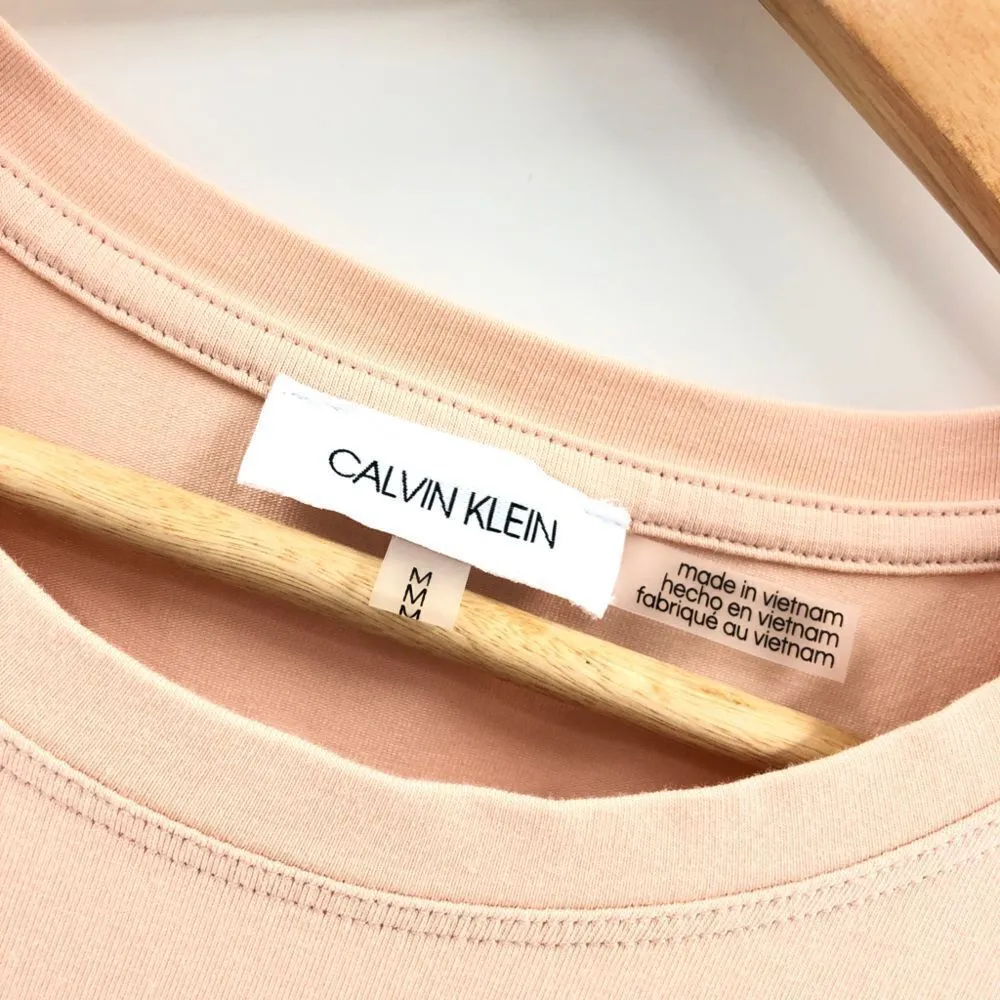 CALVIN KLEIN
M
M
M
made in vietnam
hecho en vietnam
fabriqué au vietnam